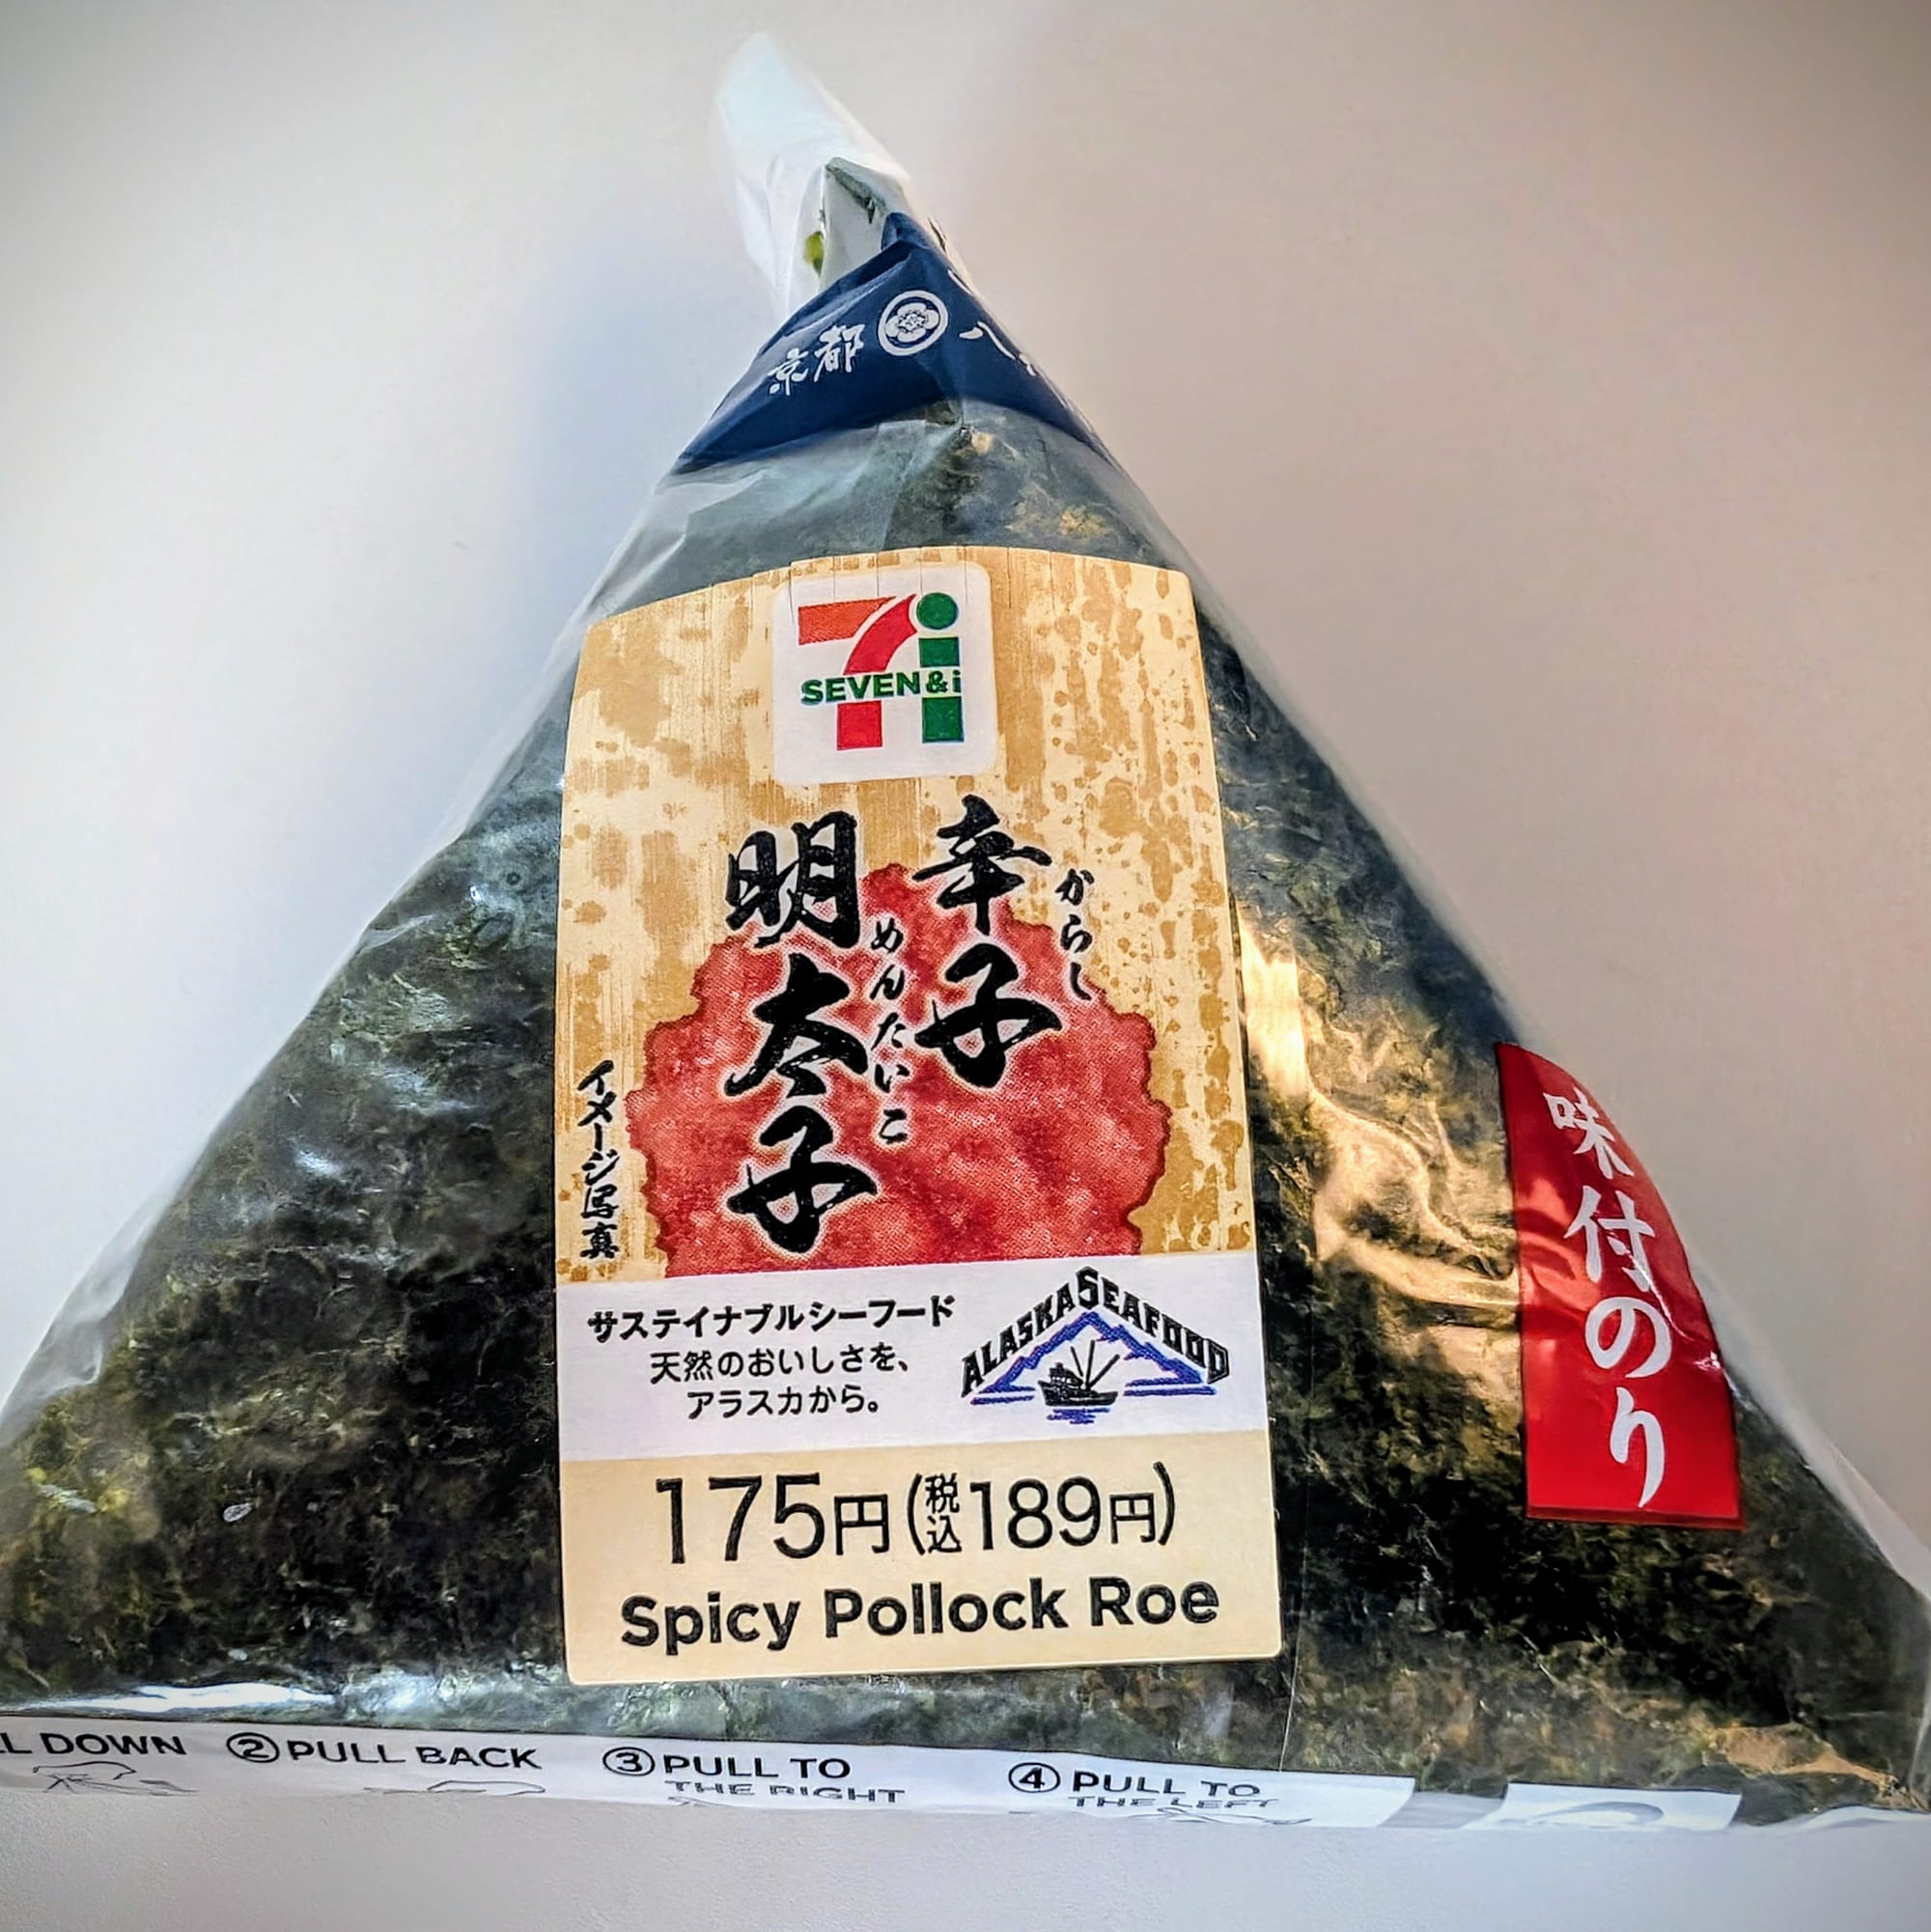 京都
八
7i
SEVEN&i
辛子
からし
明太子
めんたいこ
イメージ写真
味付のり
サステイナブルシーフード
天然のおいしさを、
アラスカから。
ALASKA SEAFOOD
175円(税込189円)
Spicy Pollock Roe
DOWN
②PULL BACK
③PULL TO
THE RIGHT
④PULL TO
THE LEFT